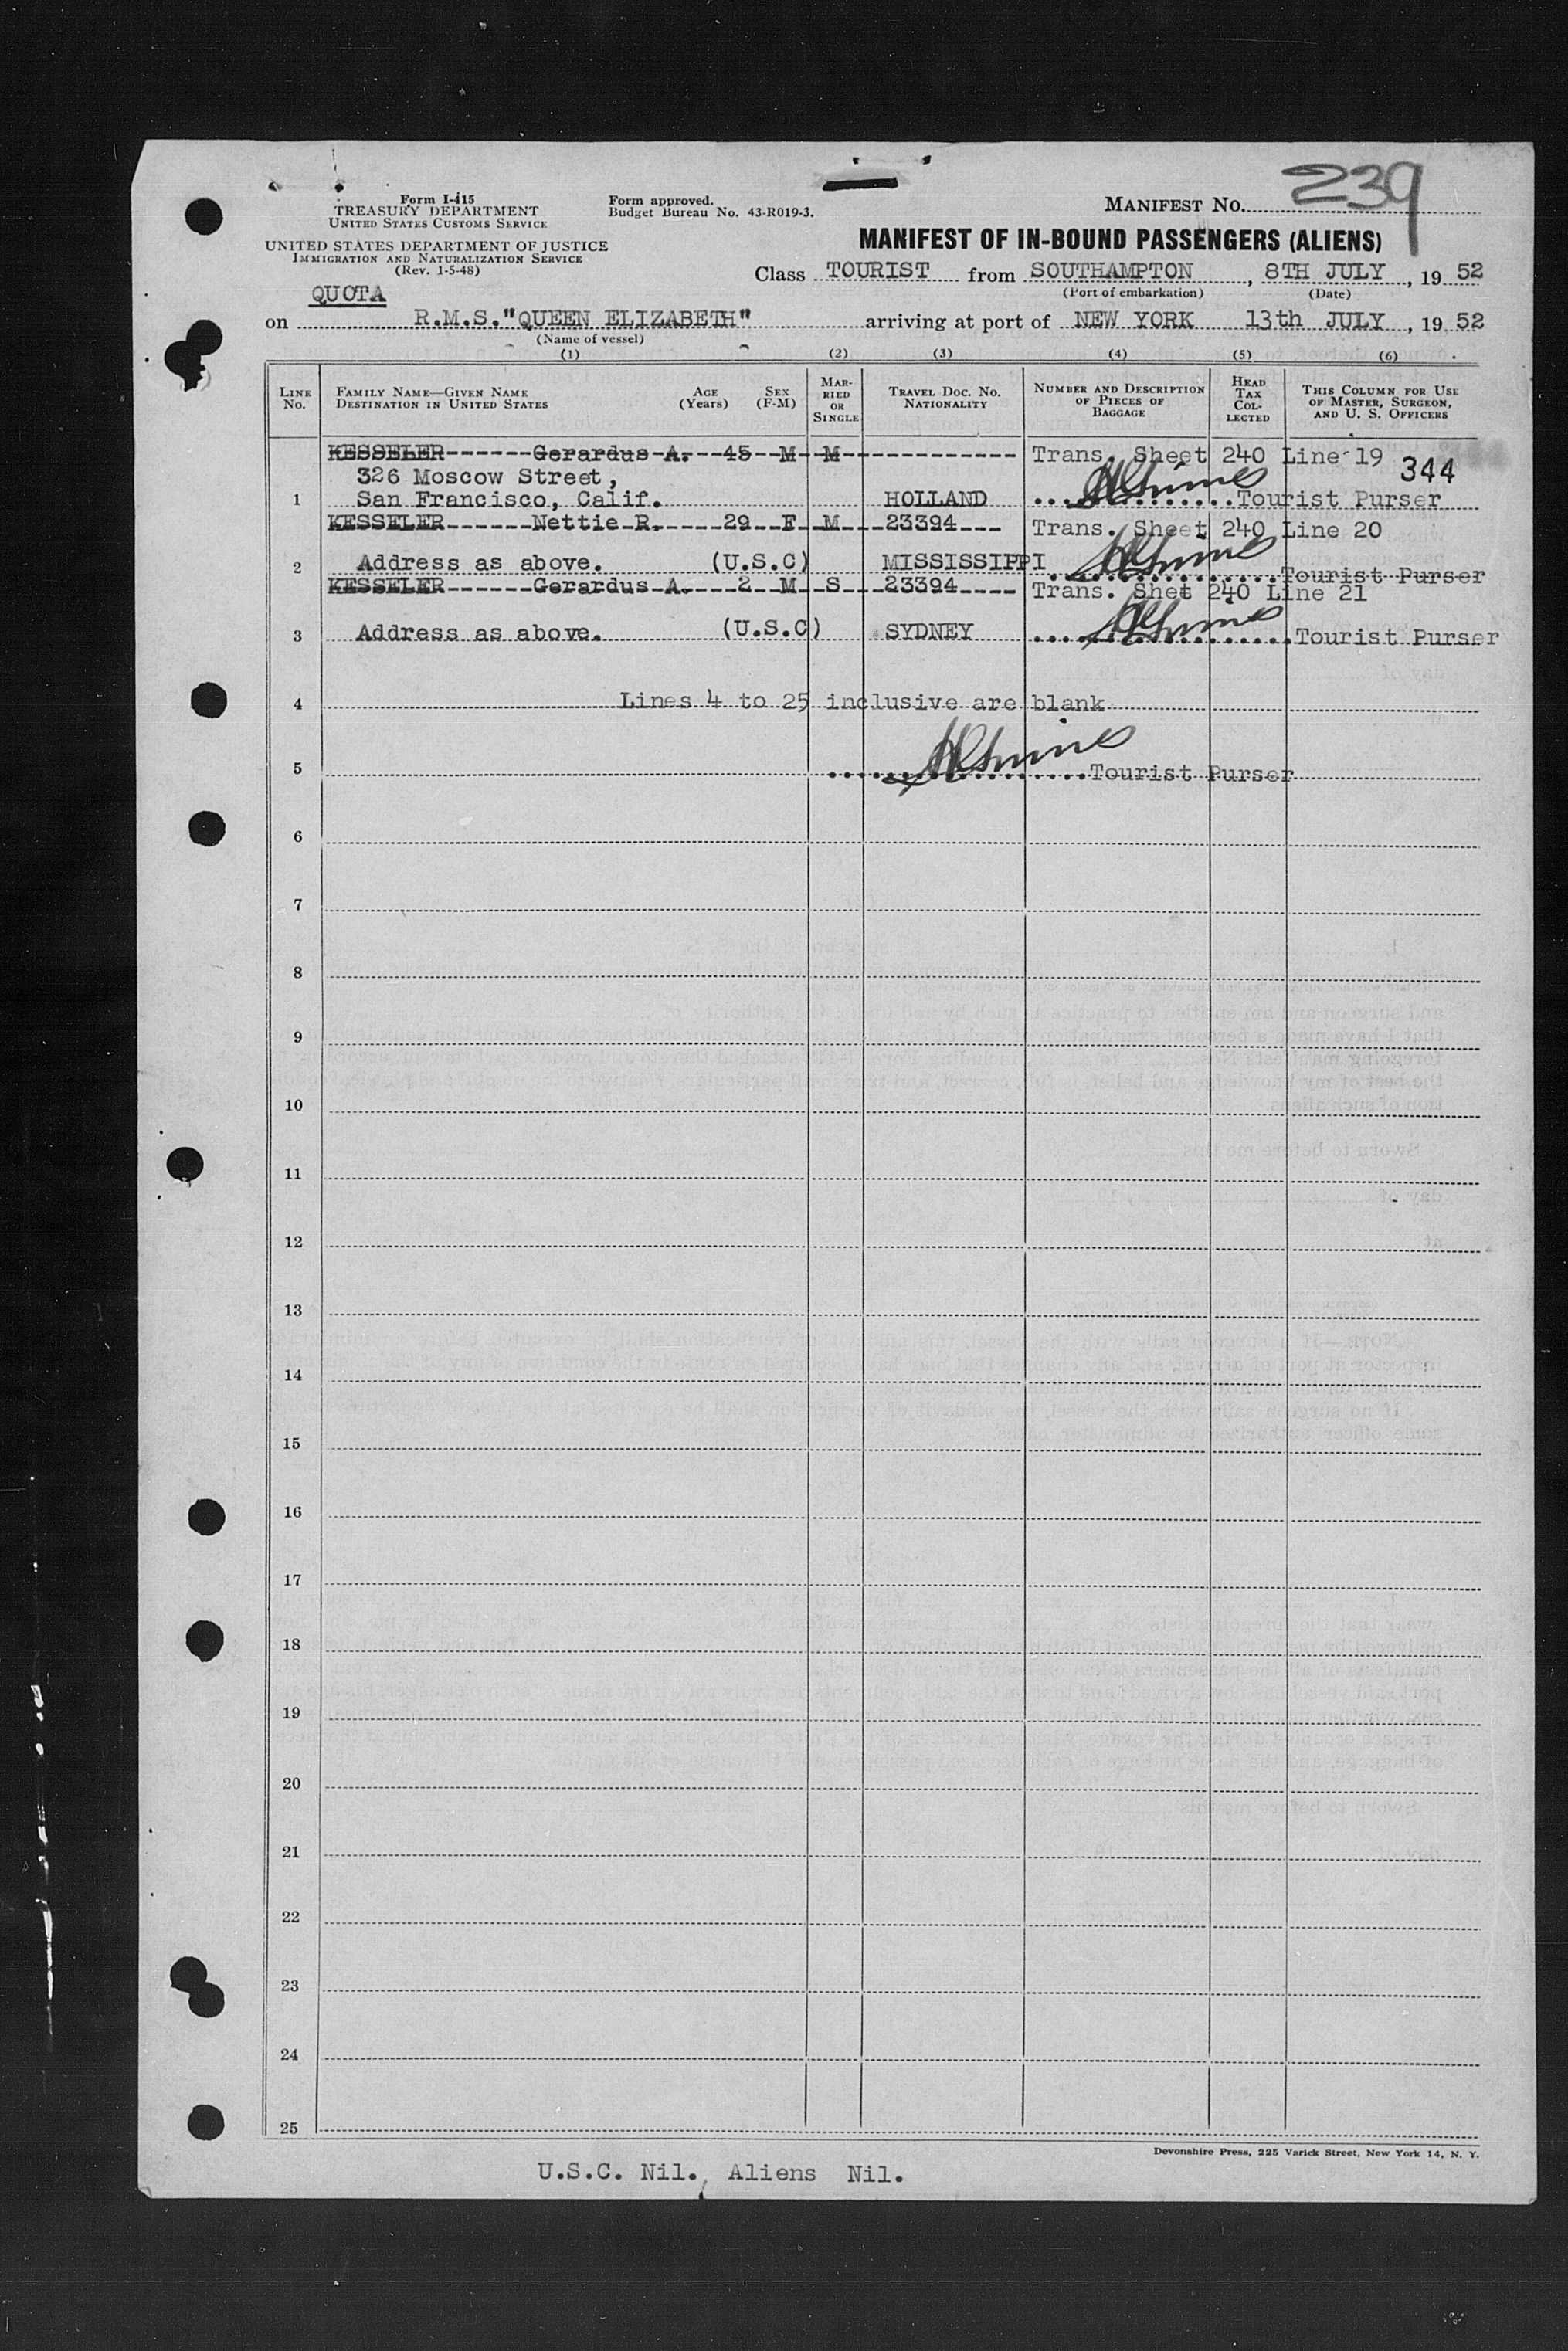 239
Form I-415
TREASURY DEPARTMENT
UNITED STATES CUSTOMS SERVICE
Form approved.
Budget Bureau No. 43-R019-3.
MANIFEST No.
UNITED STATES DEPARTMENT OF JUSTICE
IMMIGRATION AND NATURALIZATION SERVICE
(Rev. 1-5-48)
MANIFEST OF IN-BOUND PASSENGERS (ALIENS)
Class TOURIST from SOUTHAMPTON, 8TH JULY, 19 52
(Port of embarkation) (Date)
QUOTA
on R.M.S."QUEEN ELIZABETH" arriving at port of NEW YORK 13th JULY, 19 52
(Name of vessel)
(1) (2) (3) (4) (5) (6)
LINE No. FAMILY NAME—GIVEN NAME DESTINATION IN UNITED STATES AGE (Years) SEX (F-M) MARRIED OR SINGLE TRAVEL DOC. No. NATIONALITY NUMBER AND DESCRIPTION OF PIECES OF BAGGAGE HEAD TAX COLLECTED THIS COLUMN FOR USE OF MASTER, SURGEON, AND U. S. OFFICERS
KESSELER------Gerardus-A.--45--M--M----------- Trans. Sheet 240 Line 19
326 Moscow Street, 344
1 San Francisco, Calif. HOLLAND ..............Tourist Purser
KESSELER------Nettie-R.----29--F--M---23394--- Trans. Sheet 240 Line 20
2 Address as above. (U.S.C) MISSISSIPPI ..............Tourist Purser
KESSELER------Gerardus-A.---2--M--S---23394---- Trans. Shet 240 Line 21
3 Address as above. (U.S.C) SYDNEY ..............Tourist Purser
4 Lines 4 to 25 inclusive are blank
5 ..............Tourist Purser
6
7
8
9
10
11
12
13
14
15
16
17
18
19
20
21
22
23
24
25
Devonshire Press, 225 Varick Street, New York 14, N. Y.
U.S.C. Nil. Aliens Nil.